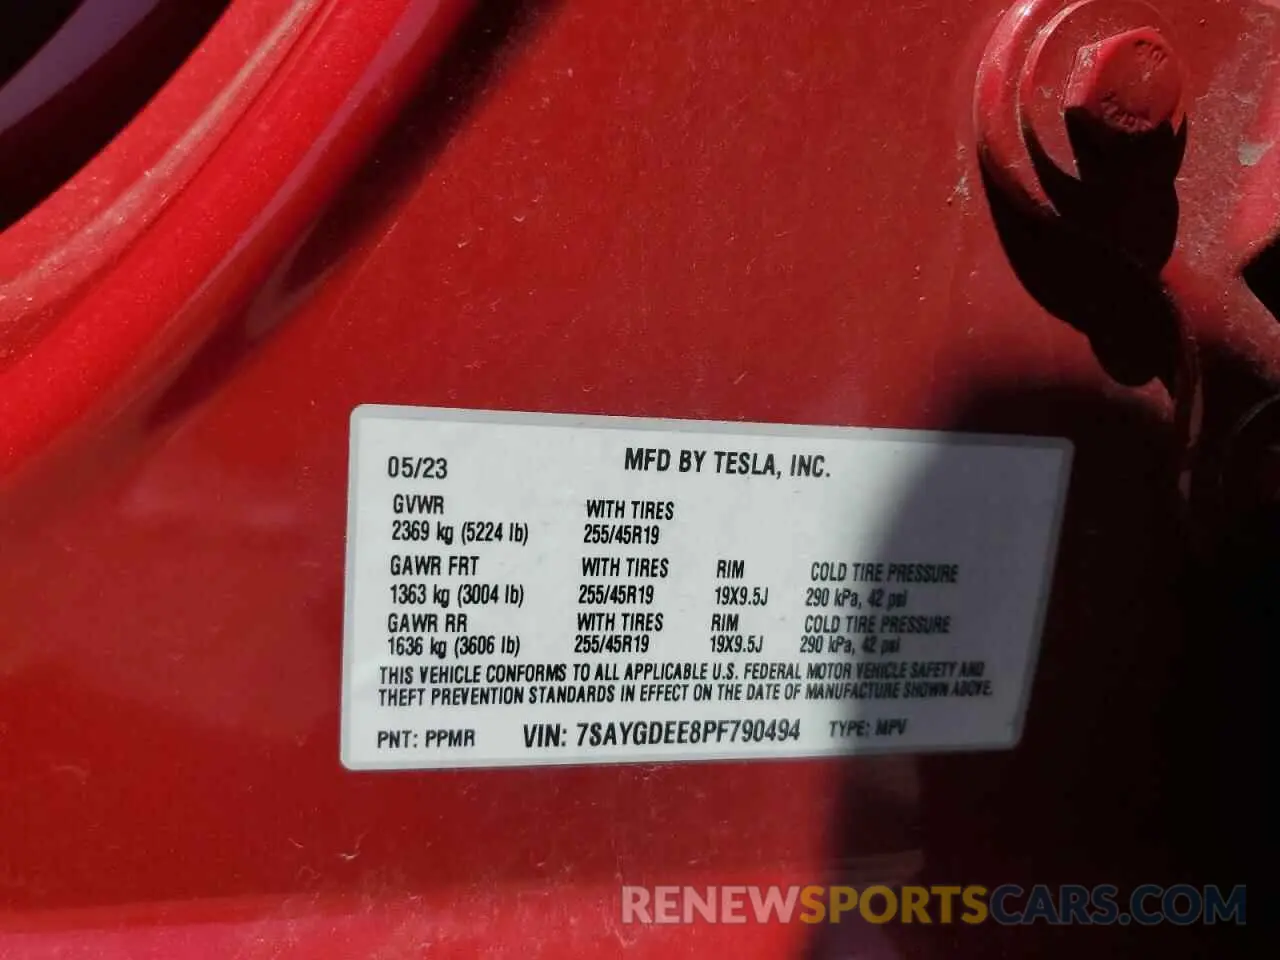 05/23 MFD BY TESLA, INC.
GVWR WITH TIRES
2369 kg (5224 lb) 255/45R19
GAWR FRT WITH TIRES RIM COLD TIRE PRESSURE
1363 kg (3004 lb) 255/45R19 19X9.5J 290 kPa, 42 psi
GAWR RR WITH TIRES RIM COLD TIRE PRESSURE
1636 kg (3606 lb) 255/45R19 19X9.5J 290 kPa, 42 psi
THIS VEHICLE CONFORMS TO ALL APPLICABLE U.S. FEDERAL MOTOR VEHICLE SAFETY AND
THEFT PREVENTION STANDARDS IN EFFECT ON THE DATE OF MANUFACTURE SHOWN ABOVE.
PNT: PPMR VIN: 7SAYGDEE8PF790494 TYPE: MPV
RENEWSPORTSCARS.COM